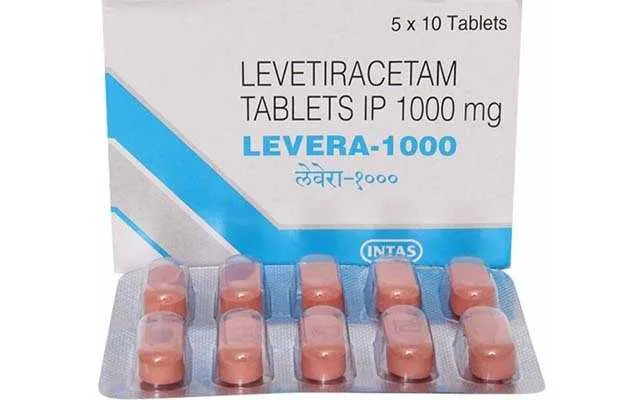 5 x 10 Tablets
LEVETIRACETAM
TABLETS IP 1000 mg
LEVERA-1000
लेवेरा-१०००
INTAS